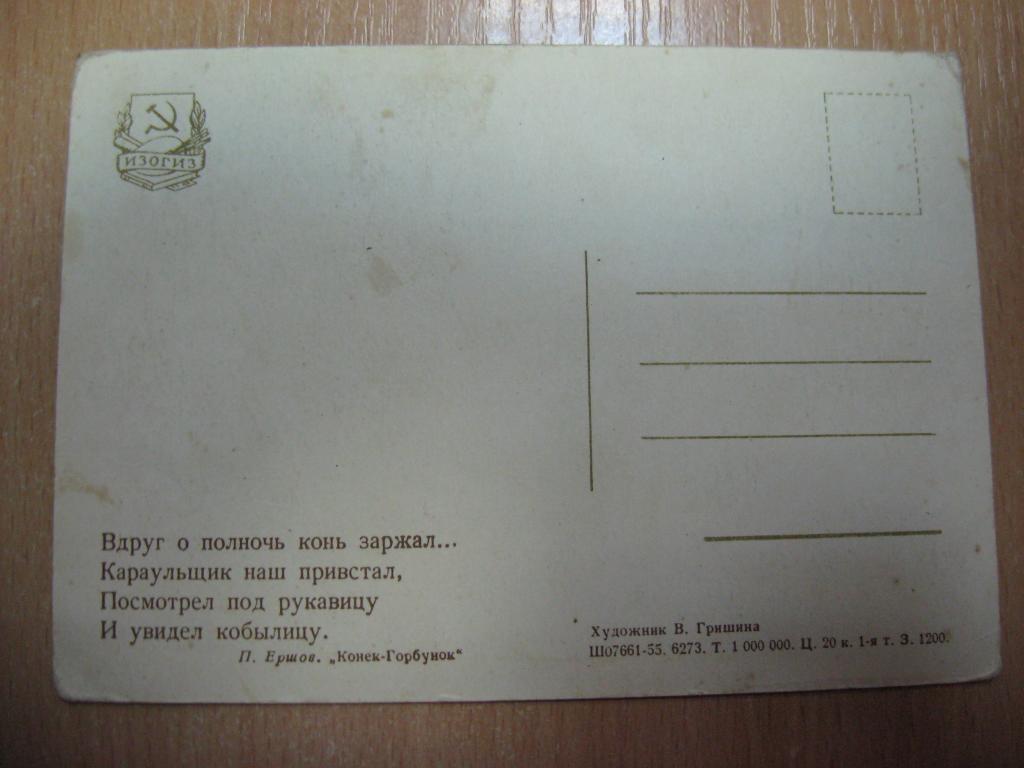 ИЗОГИЗ
Вдруг о полночь конь заржал...
Караульщик наш привстал,
Посмотрел под рукавицу
И увидел кобылицу.
П. Ершов. „Конек-Горбунок“
Художник В. Гришина
Ш07661-55. 6273. Т. 1 000 000. Ц. 20 к. 1-я т. З. 1200.